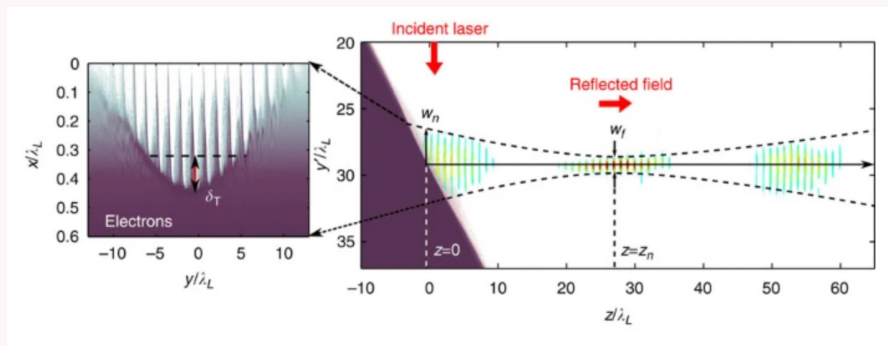 Incident laser
Reflected field
0
0.1
0.2
0.3
0.4
0.5
0.6
x/λL
δT
Electrons
−10
−5
0
5
10
y/λL
20
25
30
35
y′/λL
wn
wf
z=0
z=zn
−10
0
10
20
30
40
50
60
z/λL